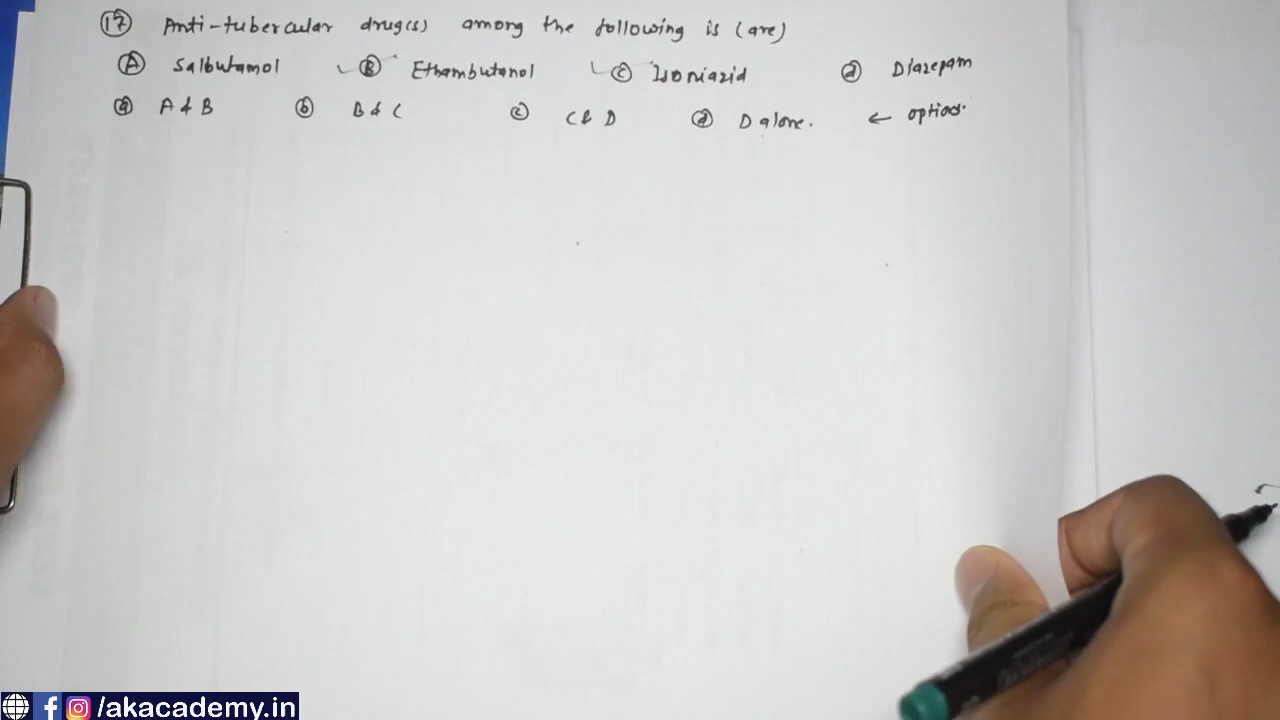 17 Anti-tubercular drug(s) among the following is (are)
A Salbutamol B Ethambutanol C Isoniazid d Diazepam
a A & B b B & C c C & D d D alone. ← options.
/akacademy.in